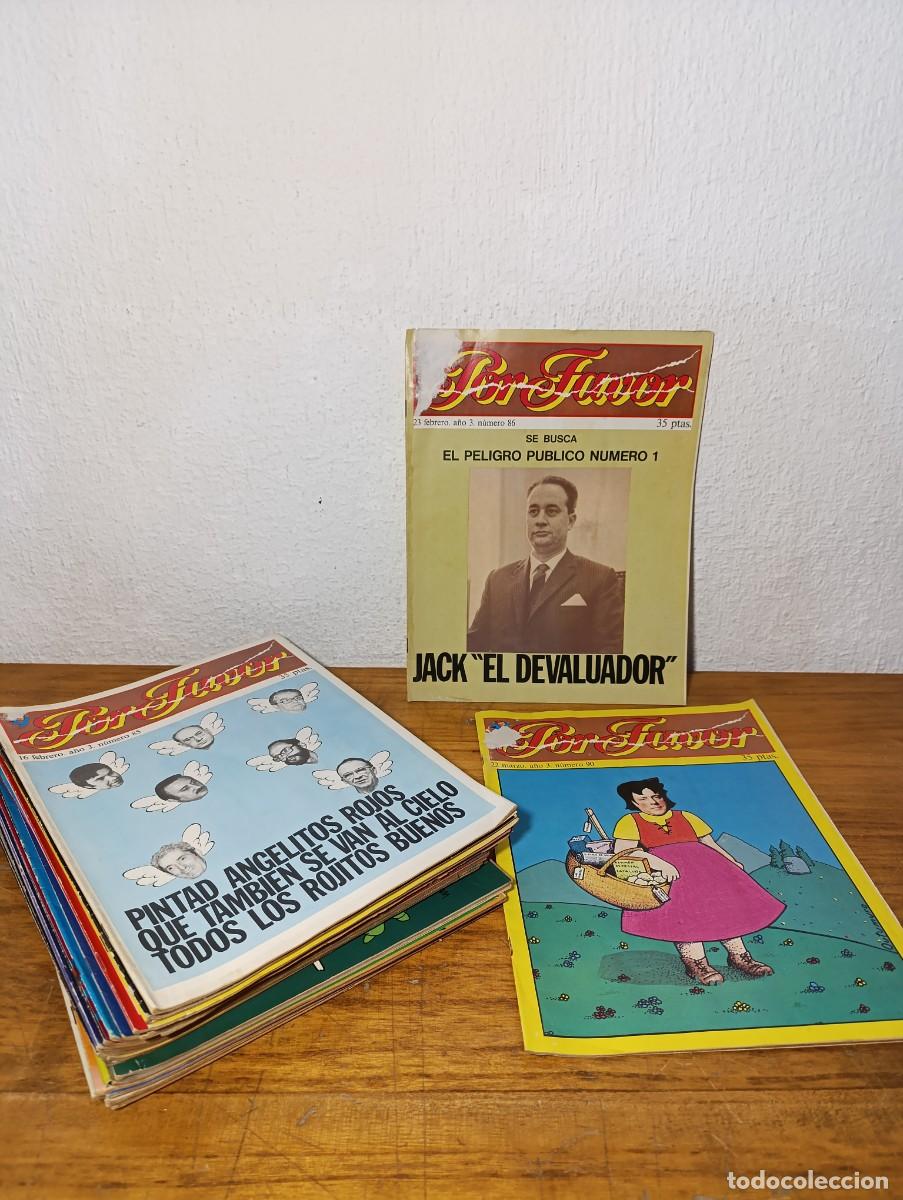 Por Favor
23 febrero. año 3. número 86
35 ptas.
SE BUSCA
EL PELIGRO PUBLICO NUMERO 1
JACK "EL DEVALUADOR"
Por Favor
16 febrero. año 3. número 85
35 ptas.
PINTAD ANGELITOS ROJOS
QUE TAMBIEN SE VAN AL CIELO
TODOS LOS ROJITOS BUENOS
Por Favor
22 marzo. año 3. número 90
35 ptas.
todocoleccion